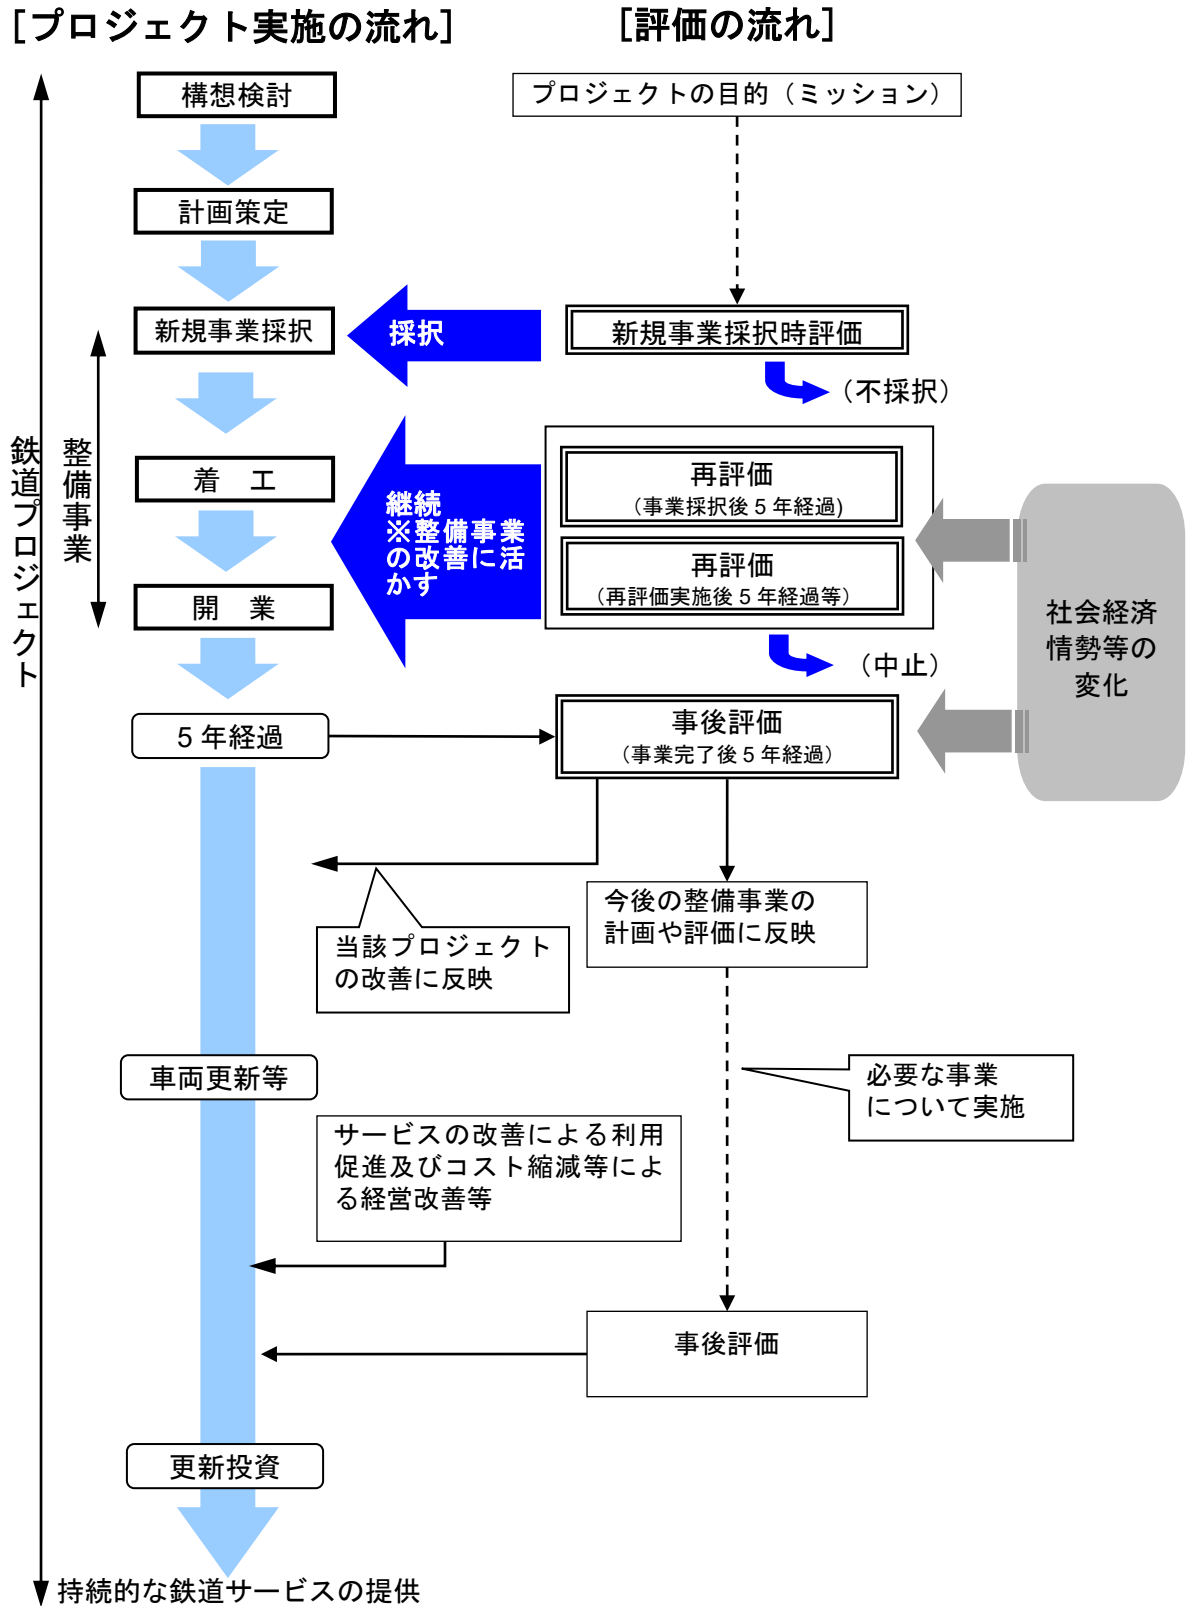 [プロジェクト実施の流れ]
[評価の流れ]
構想検討
プロジェクトの目的（ミッション）
計画策定
新規事業採択
採択
新規事業採択時評価
（不採択）
鉄道プロジェクト
整備事業
着　工
継続
※整備事業
の改善に活
かす
再評価
（事業採択後５年経過)
再評価
（再評価実施後５年経過等）
開　業
（中止）
社会経済
情勢等の
変化
５年経過
事後評価
（事業完了後５年経過）
今後の整備事業の
計画や評価に反映
当該プロジェクト
の改善に反映
車両更新等
必要な事業
について実施
サービスの改善による利用
促進及びコスト縮減等によ
る経営改善等
事後評価
更新投資
持続的な鉄道サービスの提供